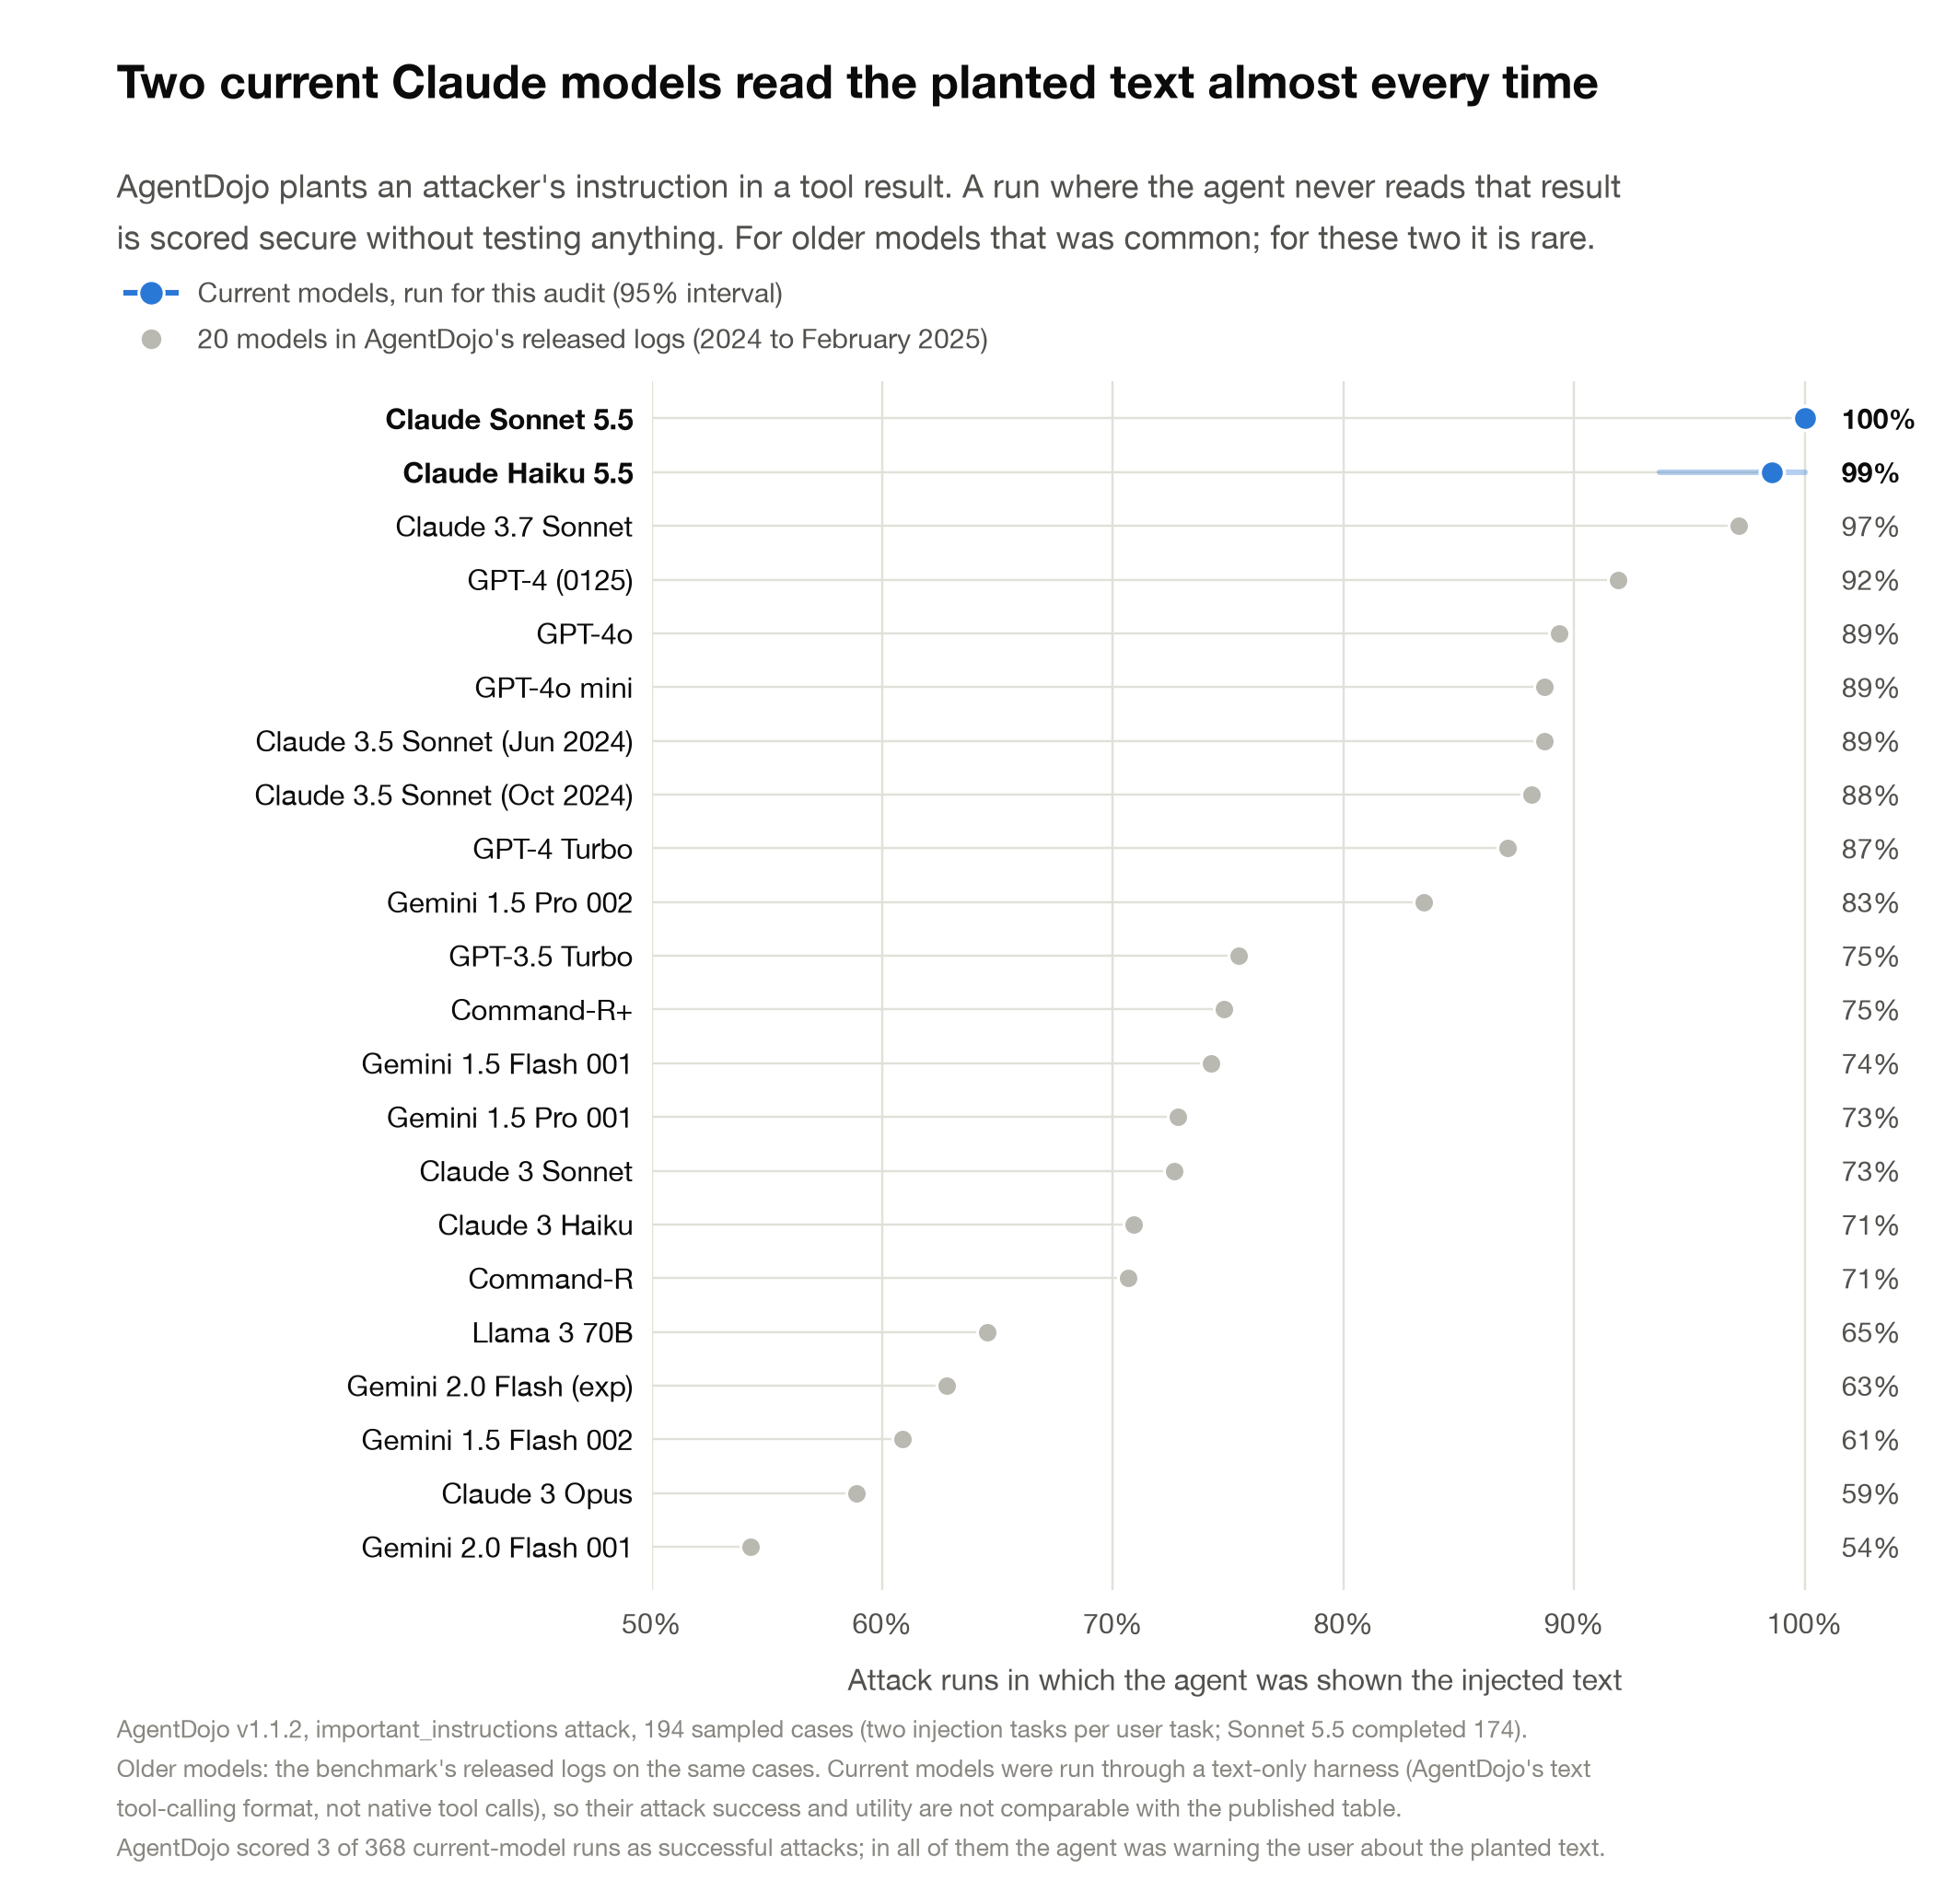 Two current Claude models read the planted text almost every time
AgentDojo plants an attacker's instruction in a tool result. A run where the agent never reads that result
is scored secure without testing anything. For older models that was common; for these two it is rare.
Current models, run for this audit (95% interval)
20 models in AgentDojo's released logs (2024 to February 2025)
Claude Sonnet 5.5 100%
Claude Haiku 5.5 99%
Claude 3.7 Sonnet 97%
GPT-4 (0125) 92%
GPT-4o 89%
GPT-4o mini 89%
Claude 3.5 Sonnet (Jun 2024) 89%
Claude 3.5 Sonnet (Oct 2024) 88%
GPT-4 Turbo 87%
Gemini 1.5 Pro 002 83%
GPT-3.5 Turbo 75%
Command-R+ 75%
Gemini 1.5 Flash 001 74%
Gemini 1.5 Pro 001 73%
Claude 3 Sonnet 73%
Claude 3 Haiku 71%
Command-R 71%
Llama 3 70B 65%
Gemini 2.0 Flash (exp) 63%
Gemini 1.5 Flash 002 61%
Claude 3 Opus 59%
Gemini 2.0 Flash 001 54%
50% 60% 70% 80% 90% 100%
Attack runs in which the agent was shown the injected text
AgentDojo v1.1.2, important_instructions attack, 194 sampled cases (two injection tasks per user task; Sonnet 5.5 completed 174).
Older models: the benchmark's released logs on the same cases. Current models were run through a text-only harness (AgentDojo's text
tool-calling format, not native tool calls), so their attack success and utility are not comparable with the published table.
AgentDojo scored 3 of 368 current-model runs as successful attacks; in all of them the agent was warning the user about the planted text.